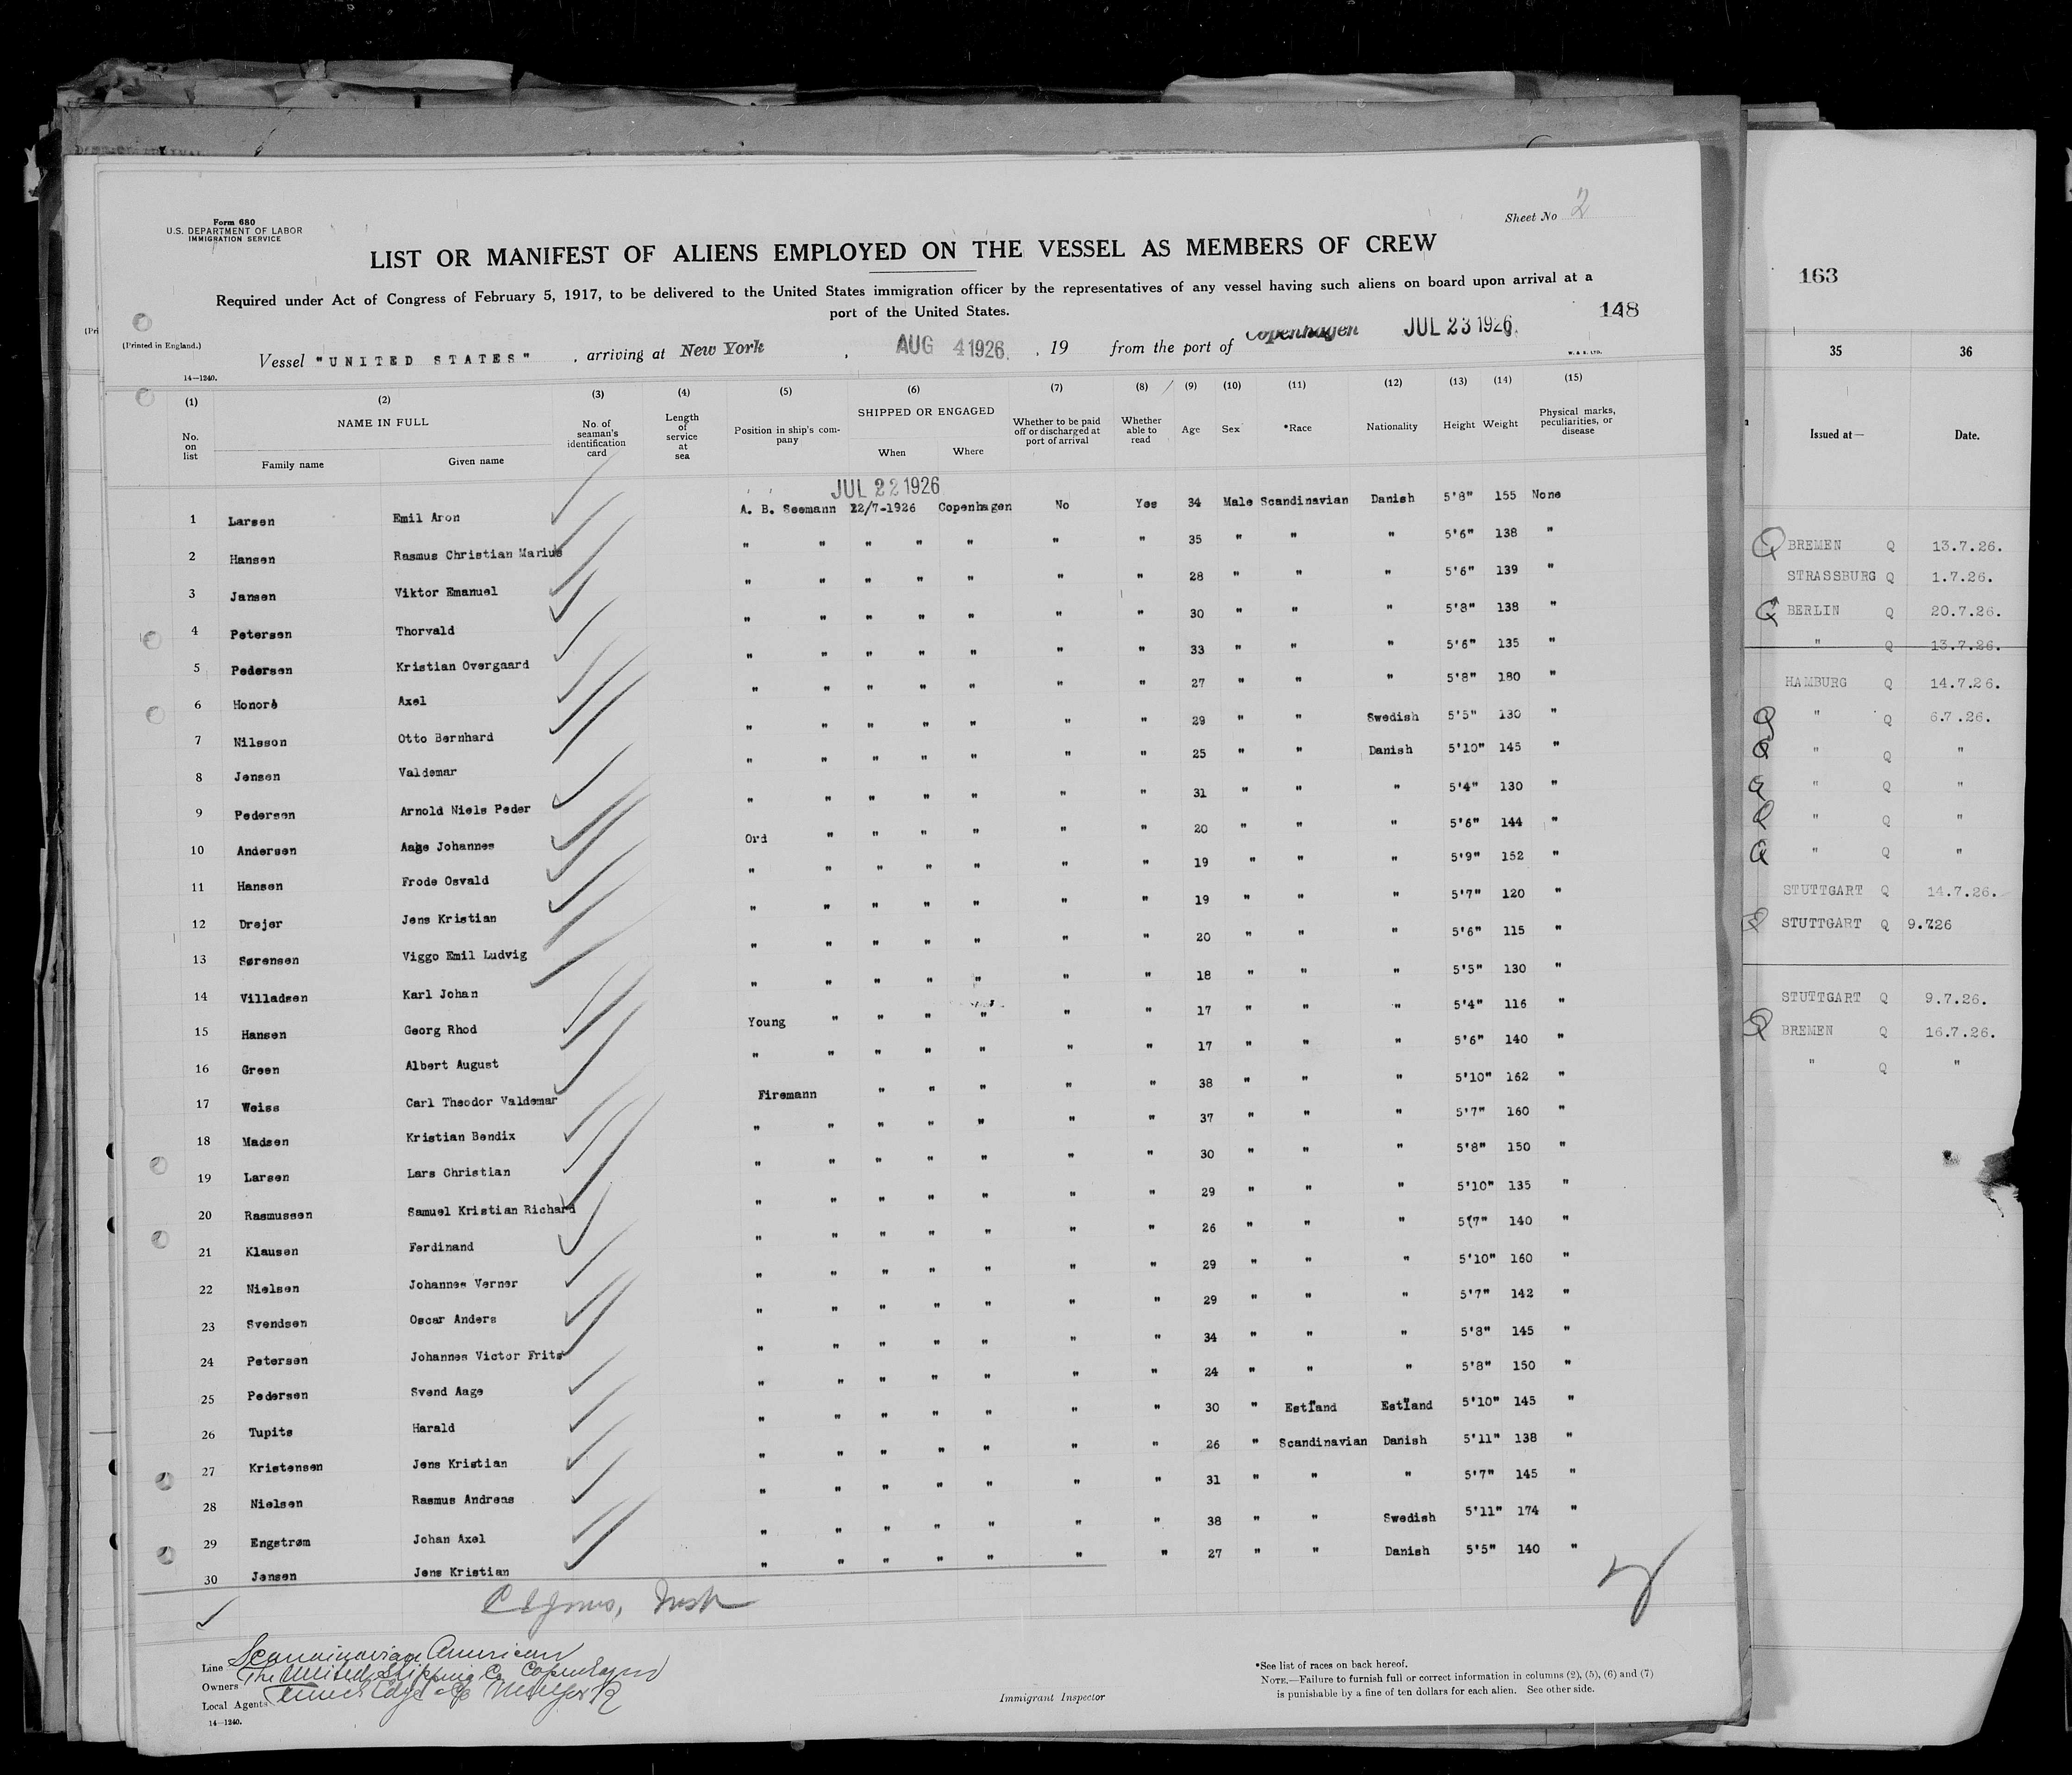 Form 680
U.S. DEPARTMENT OF LABOR
IMMIGRATION SERVICE
Sheet No 2
LIST OR MANIFEST OF ALIENS EMPLOYED ON THE VESSEL AS MEMBERS OF CREW
Required under Act of Congress of February 5, 1917, to be delivered to the United States immigration officer by the representatives of any vessel having such aliens on board upon arrival at a
port of the United States.
148
(Printed in England.)
Vessel "UNITED STATES" , arriving at New York , AUG 4 1926 , 19 from the port of Copenhagen JUL 23 1926.
14—1240.
W. & S. LTD.
(1) (2) (3) (4) (5) (6) (7) (8) (9) (10) (11) (12) (13) (14) (15)
No. on list NAME IN FULL Family name Given name No. of seaman's identification card Length of service at sea Position in ship's company SHIPPED OR ENGAGED When Where Whether to be paid off or discharged at port of arrival Whether able to read Age Sex *Race Nationality Height Weight Physical marks, peculiarities, or disease
JUL 22 1926
1 Larsen Emil Aron A. B. Seemann 22/7-1926 Copenhagen No Yes 34 Male Scandinavian Danish 5'8" 155 None
2 Hansen Rasmus Christian Marius " " " " " " " 35 " " " 5'6" 138 "
3 Jansen Viktor Emanuel " " " " " " " 28 " " " 5'6" 139 "
4 Petersen Thorvald " " " " " " " 30 " " " 5'8" 138 "
5 Pedersen Kristian Overgaard " " " " " " " 33 " " " 5'6" 135 "
6 Honoré Axel " " " " " " " 27 " " " 5'8" 180 "
7 Nilsson Otto Bernhard " " " " " " " 29 " " Swedish 5'5" 130 "
8 Jensen Valdemar " " " " " " " 25 " " Danish 5'10" 145 "
9 Pedersen Arnold Niels Peder " " " " " " " 31 " " " 5'4" 130 "
10 Andersen Aage Johannes Ord " " " " " " 20 " " " 5'6" 144 "
11 Hansen Frode Osvald " " " " " " " 19 " " " 5'9" 152 "
12 Drejer Jens Kristian " " " " " " " 19 " " " 5'7" 120 "
13 Sørensen Viggo Emil Ludvig " " " " " " " 20 " " " 5'6" 115 "
14 Villadsen Karl Johan " " " " " " " 18 " " " 5'5" 130 "
15 Hansen Georg Rhod Young " " " " " " 17 " " " 5'4" 116 "
16 Green Albert August " " " " " " " 17 " " " 5'6" 140 "
17 Weiss Carl Theodor Valdemar Firemann " " " " " 38 " " " 5'10" 162 "
18 Madsen Kristian Bendix " " " " " " " 37 " " " 5'7" 160 "
19 Larsen Lars Christian " " " " " " " 30 " " " 5'8" 150 "
20 Rasmussen Samuel Kristian Richard " " " " " " " 29 " " " 5'10" 135 "
21 Klausen Ferdinand " " " " " " " 26 " " " 5(7" 140 "
22 Nielsen Johannes Verner " " " " " " " 29 " " " 5'10" 160 "
23 Svendsen Oscar Anders " " " " " " " 29 " " " 5'7" 142 "
24 Petersen Johannes Victor Frits " " " " " " " 34 " " " 5'8" 145 "
25 Pedersen Svend Aage " " " " " " " 24 " " " 5'8" 150 "
26 Tupits Harald " " " " " " " 30 " Estland Estland 5'10" 145 "
27 Kristensen Jens Kristian " " " " " " " 26 " Scandinavian Danish 5'11" 138 "
28 Nielsen Rasmus Andreas " " " " " " " 31 " " " 5'7" 145 "
29 Engstrøm Johan Axel " " " " " " " 38 " " Swedish 5'11" 174 "
30 Jensen Jens Kristian " " " " " " " 27 " " Danish 5'5" 140 "
Line Scandinavian American
Owners The United Shipping Co Copenhagen
Local Agents
14—1240.
Immigrant Inspector
*See list of races on back hereof.
NOTE.—Failure to furnish full or correct information in columns (2), (5), (6) and (7)
is punishable by a fine of ten dollars for each alien. See other side.
163
35 36
Issued at— Date.
BREMEN Q 13.7.26.
STRASSBURG Q 1.7.26.
BERLIN Q 20.7.26.
" Q 13.7.26.
HAMBURG Q 14.7.26.
" Q 6.7.26.
" Q "
" Q "
" Q "
" Q "
STUTTGART Q 14.7.26.
STUTTGART Q 9.7.26
STUTTGART Q 9.7.26.
BREMEN Q 16.7.26.
" Q "